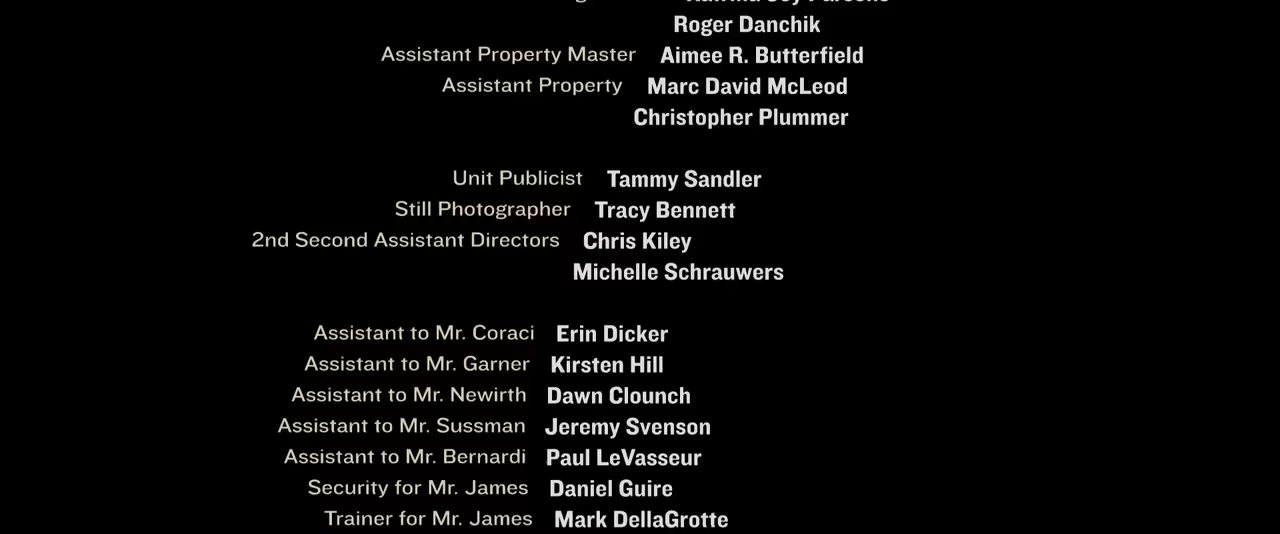 Roger Danchik
Assistant Property Master Aimee R. Butterfield
Assistant Property Marc David McLeod
Christopher Plummer
Unit Publicist Tammy Sandler
Still Photographer Tracy Bennett
2nd Second Assistant Directors Chris Kiley
Michelle Schrauwers
Assistant to Mr. Coraci Erin Dicker
Assistant to Mr. Garner Kirsten Hill
Assistant to Mr. Newirth Dawn Clounch
Assistant to Mr. Sussman Jeremy Svenson
Assistant to Mr. Bernardi Paul LeVasseur
Security for Mr. James Daniel Guire
Trainer for Mr. James Mark DellaGrotte